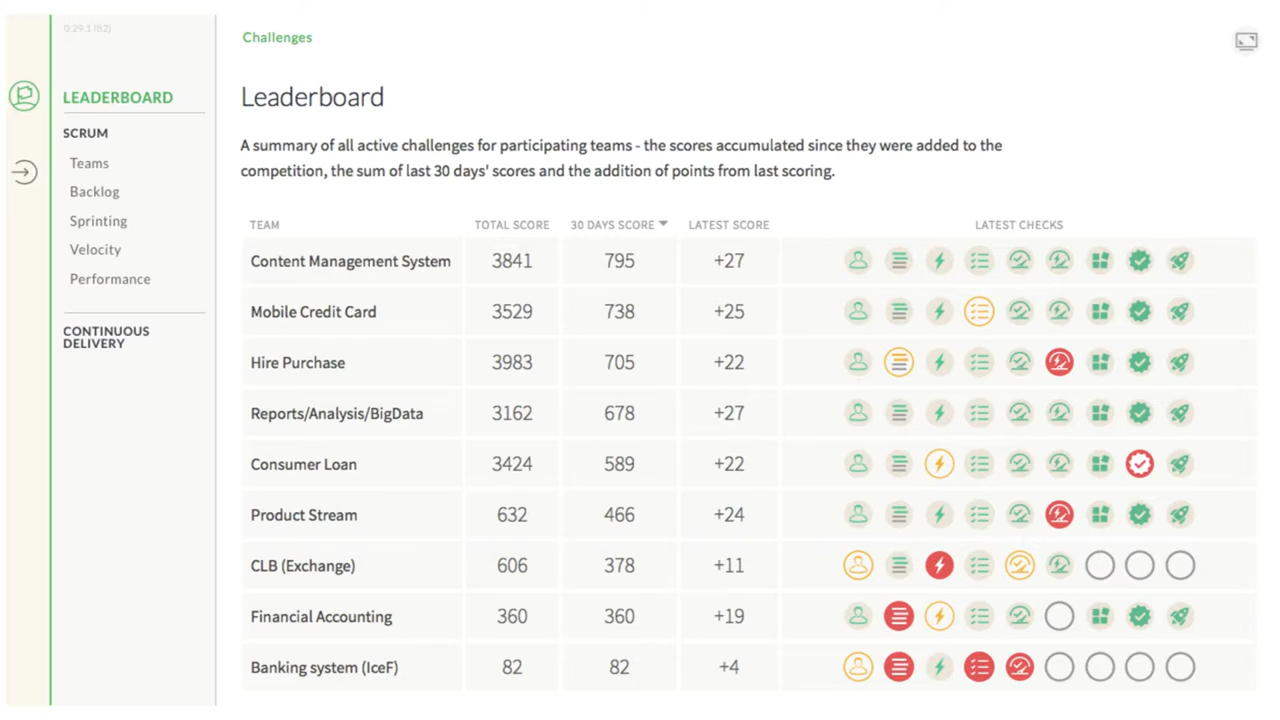 0.29.1 (82)
Challenges
LEADERBOARD
SCRUM
Teams
Backlog
Sprinting
Velocity
Performance
CONTINUOUS
DELIVERY
Leaderboard
A summary of all active challenges for participating teams - the scores accumulated since they were added to the
competition, the sum of last 30 days' scores and the addition of points from last scoring.
TEAM TOTAL SCORE 30 DAYS SCORE LATEST SCORE LATEST CHECKS
Content Management System 3841 795 +27
Mobile Credit Card 3529 738 +25
Hire Purchase 3983 705 +22
Reports/Analysis/BigData 3162 678 +27
Consumer Loan 3424 589 +22
Product Stream 632 466 +24
CLB (Exchange) 606 378 +11
Financial Accounting 360 360 +19
Banking system (IceF) 82 82 +4